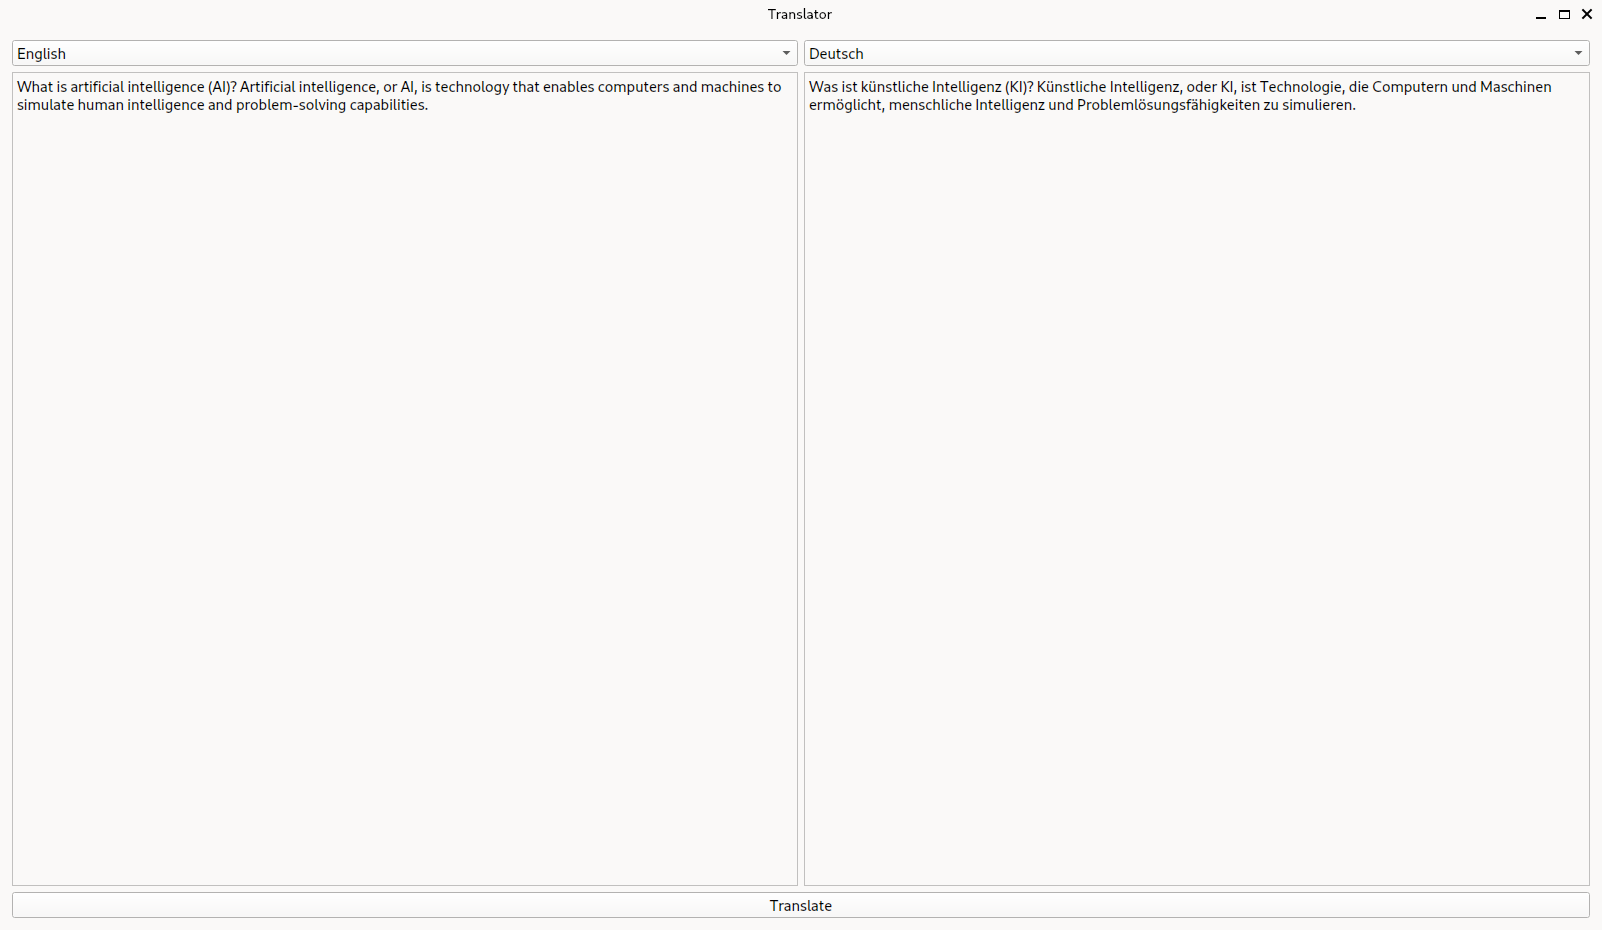 Translator
English
Deutsch
What is artificial intelligence (AI)? Artificial intelligence, or AI, is technology that enables computers and machines to
simulate human intelligence and problem-solving capabilities.
Was ist künstliche Intelligenz (KI)? Künstliche Intelligenz, oder KI, ist Technologie, die Computern und Maschinen
ermöglicht, menschliche Intelligenz und Problemlösungsfähigkeiten zu simulieren.
Translate